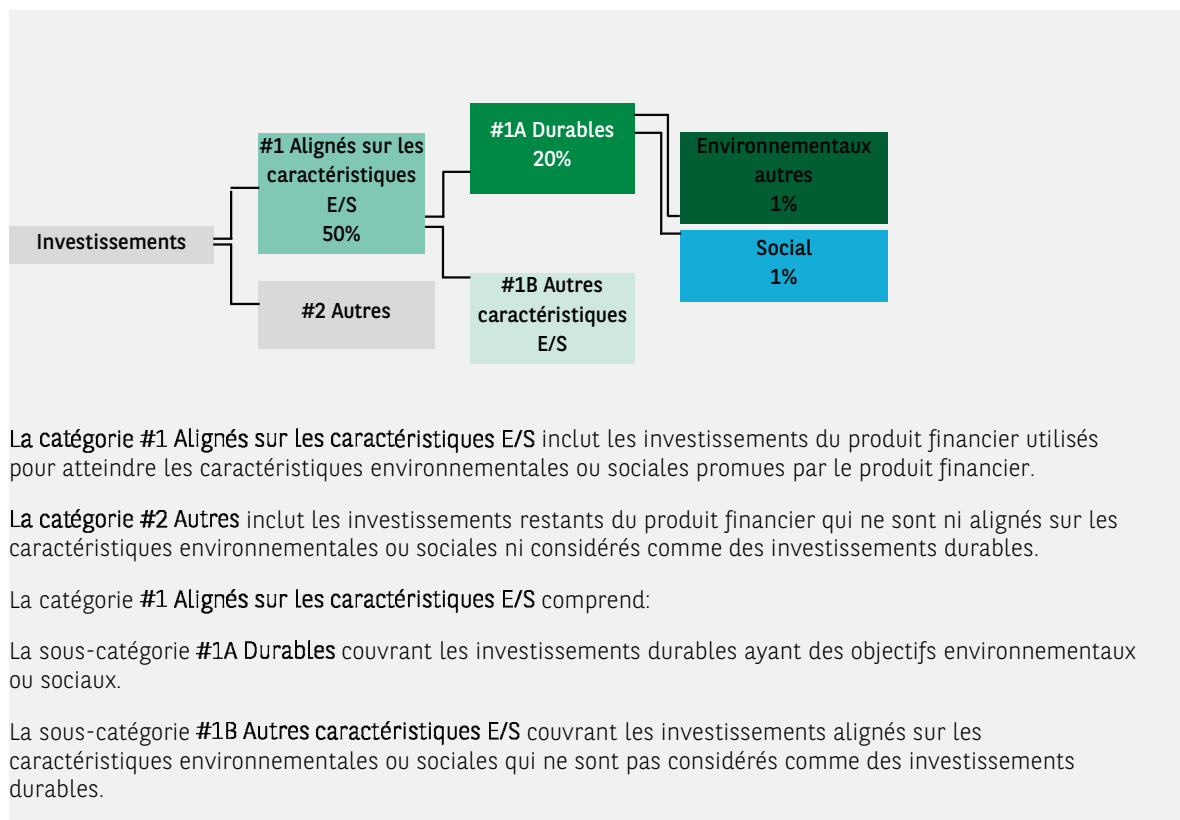 #1A Durables
20%
#1 Alignés sur les
caractéristiques
E/S
50%
Environnementaux
autres
1%
Investissements
Social
1%
#2 Autres
#1B Autres
caractéristiques
E/S
La catégorie #1 Alignés sur les caractéristiques E/S inclut les investissements du produit financier utilisés
pour atteindre les caractéristiques environnementales ou sociales promues par le produit financier.
La catégorie #2 Autres inclut les investissements restants du produit financier qui ne sont ni alignés sur les
caractéristiques environnementales ou sociales ni considérés comme des investissements durables.
La catégorie #1 Alignés sur les caractéristiques E/S comprend:
La sous-catégorie #1A Durables couvrant les investissements durables ayant des objectifs environnementaux
ou sociaux.
La sous-catégorie #1B Autres caractéristiques E/S couvrant les investissements alignés sur les
caractéristiques environnementales ou sociales qui ne sont pas considérés comme des investissements
durables.